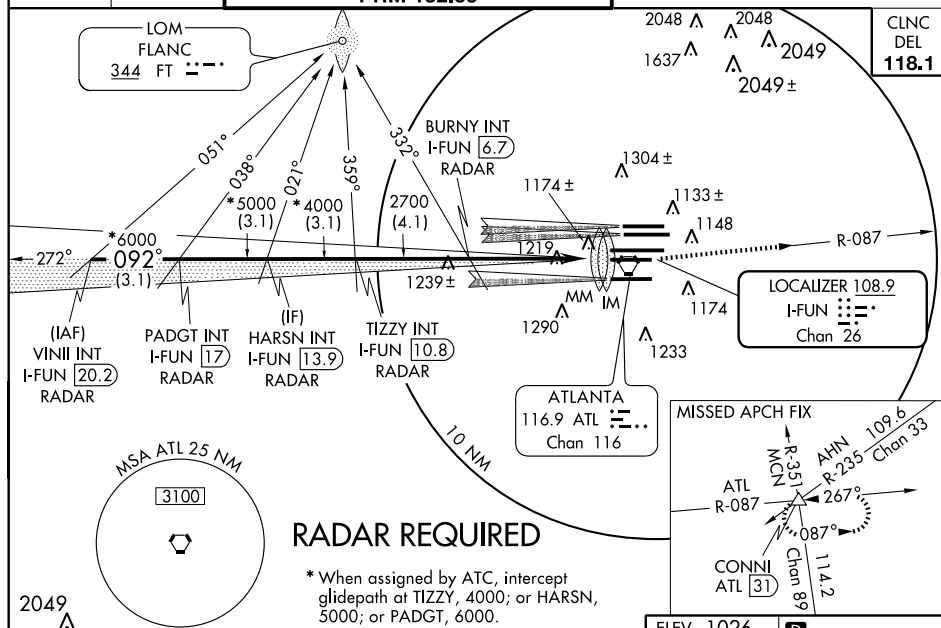 LOM
FLANC
344 FT
2048
2048
1637
2049
2049 ±
CLNC
DEL
118.1
051°
038°
021°
359°
332°
BURNY INT
I-FUN 6.7
RADAR
1304 ±
1174 ±
1133 ±
1148
*5000
(3.1)
*4000
(3.1)
2700
(4.1)
*6000
272°
092°
(3.1)
1219
1239 ±
R-087
MM
IM
1290
1174
1233
LOCALIZER 108.9
I-FUN
Chan 26
(IAF)
VINII INT
I-FUN 20.2
RADAR
PADGT INT
I-FUN 17
RADAR
(IF)
HARSN INT
I-FUN 13.9
RADAR
TIZZY INT
I-FUN 10.8
RADAR
ATLANTA
116.9 ATL
Chan 116
10 NM
MSA ATL 25 NM
3100
2049
RADAR REQUIRED
* When assigned by ATC, intercept
glidepath at TIZZY, 4000; or HARSN,
5000; or PADGT, 6000.
MISSED APCH FIX
R-351
MCN
AHN 109.6
R-235 Chan 33
ATL
R-087
267°
087°
CONNI
ATL 31
114.2
Chan 89
ELEV 1026
D